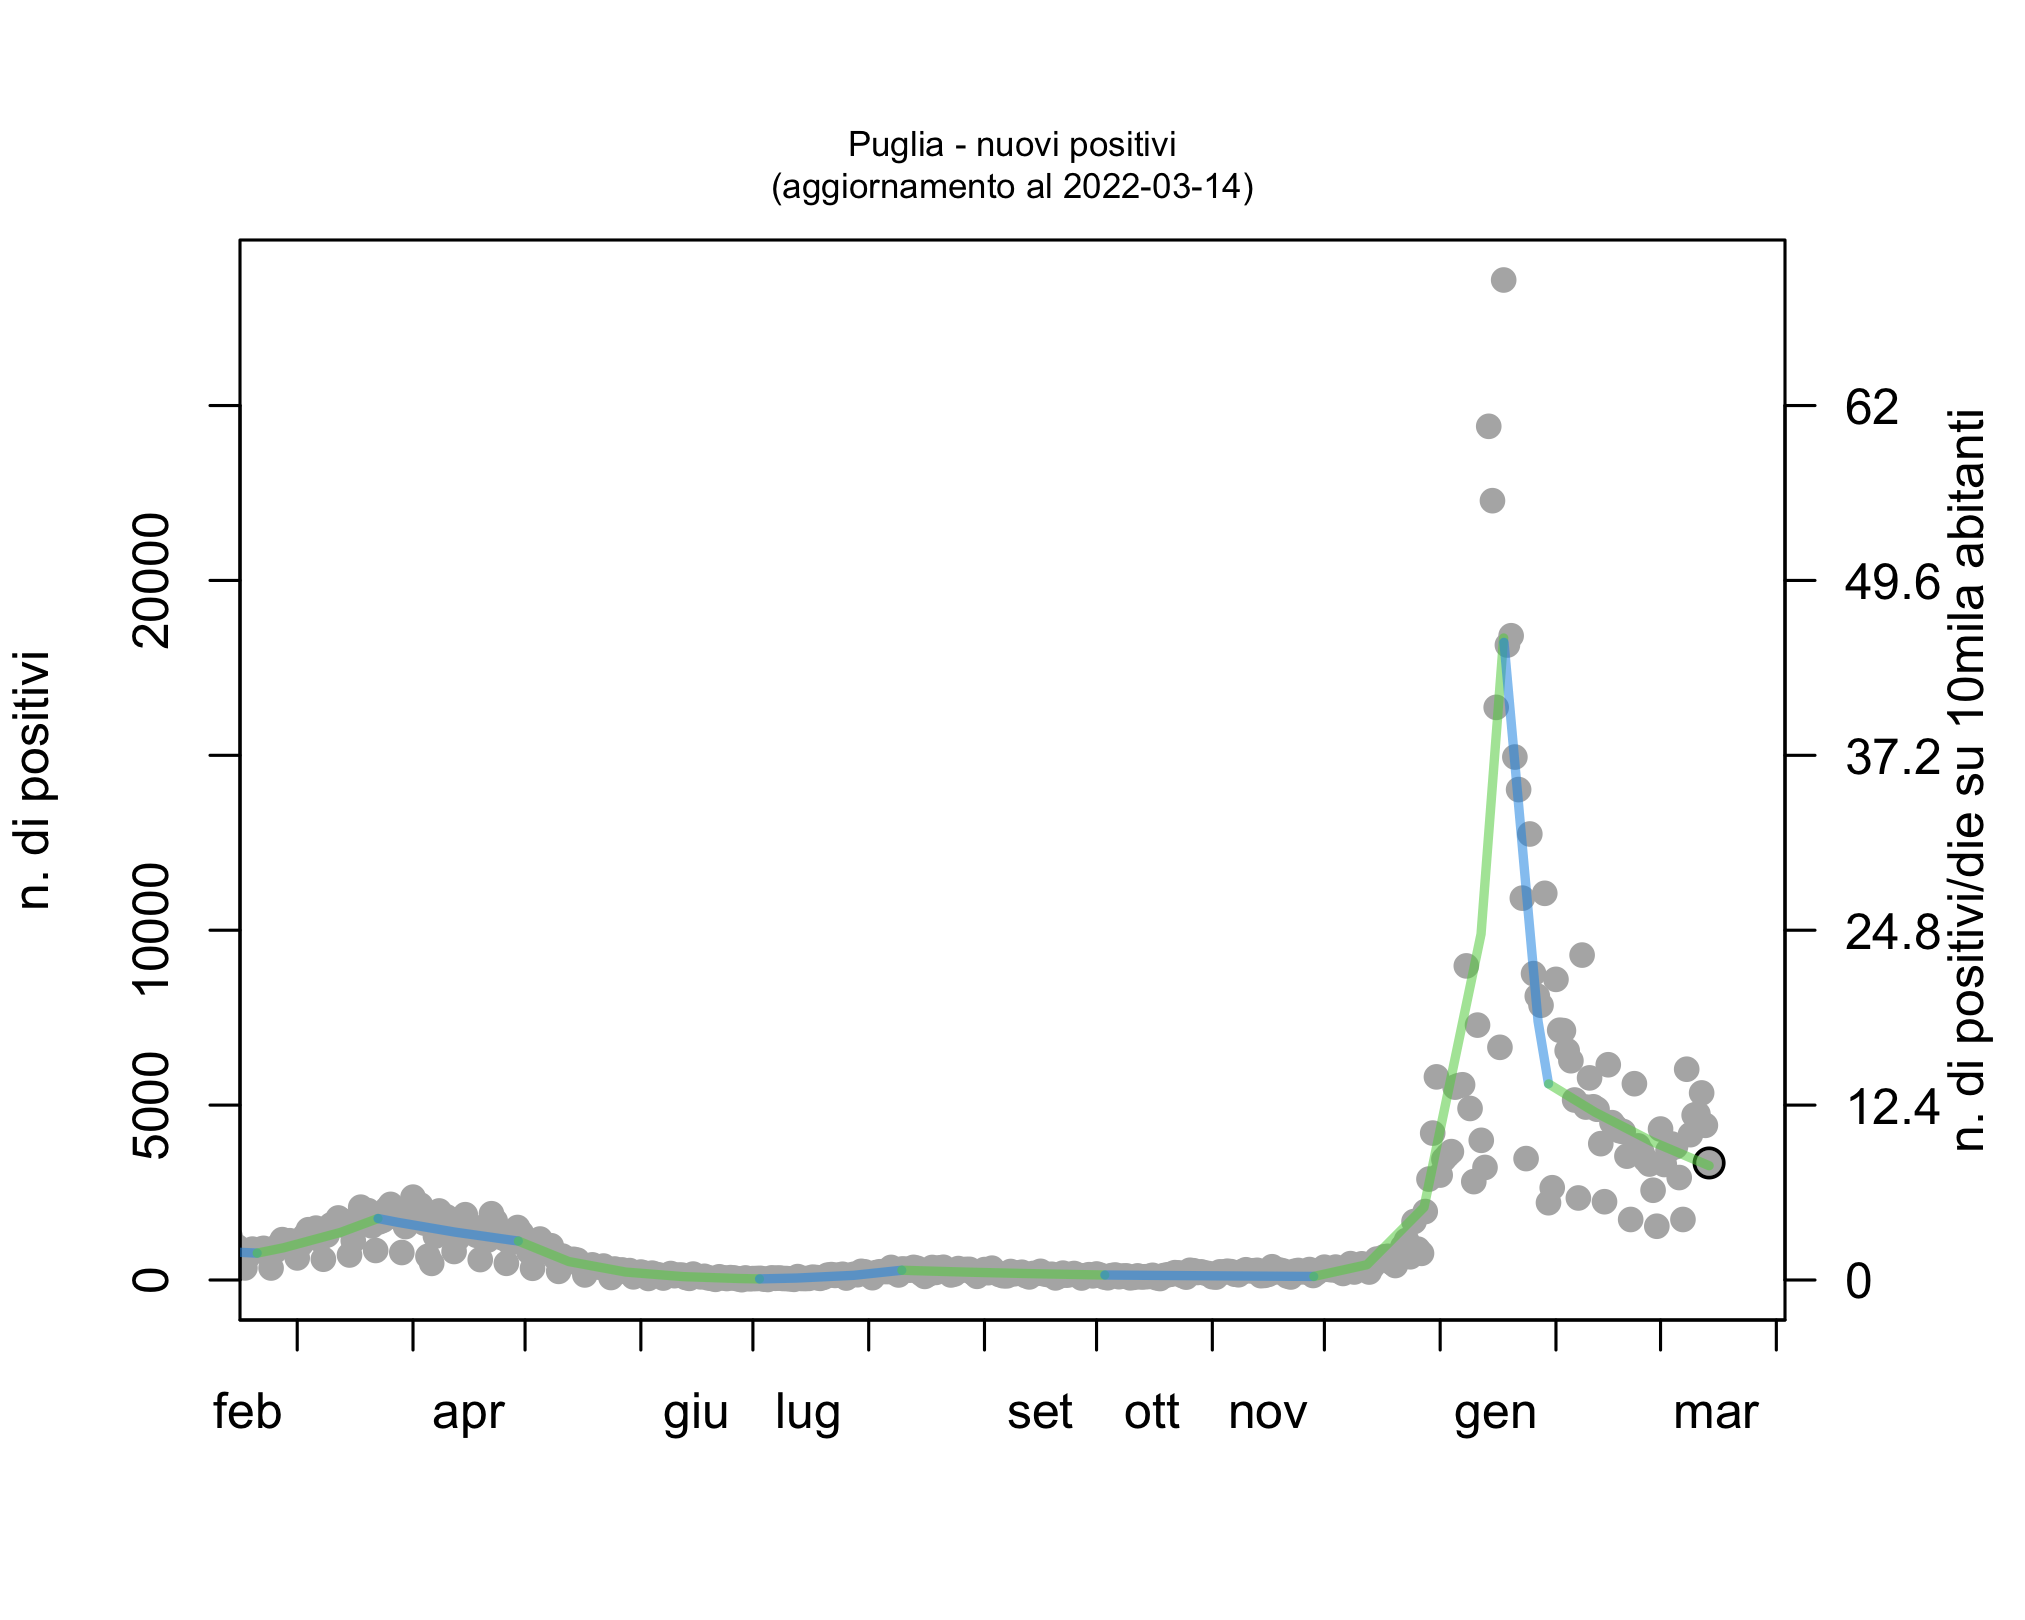 Puglia - nuovi positivi
(aggiornamento al 2022-03-14)
n. di positivi
20000
10000
5000
0
62
49.6
37.2
24.8
12.4
0
n. di positivi/die su 10mila abitanti
feb apr giu lug set ott nov gen mar